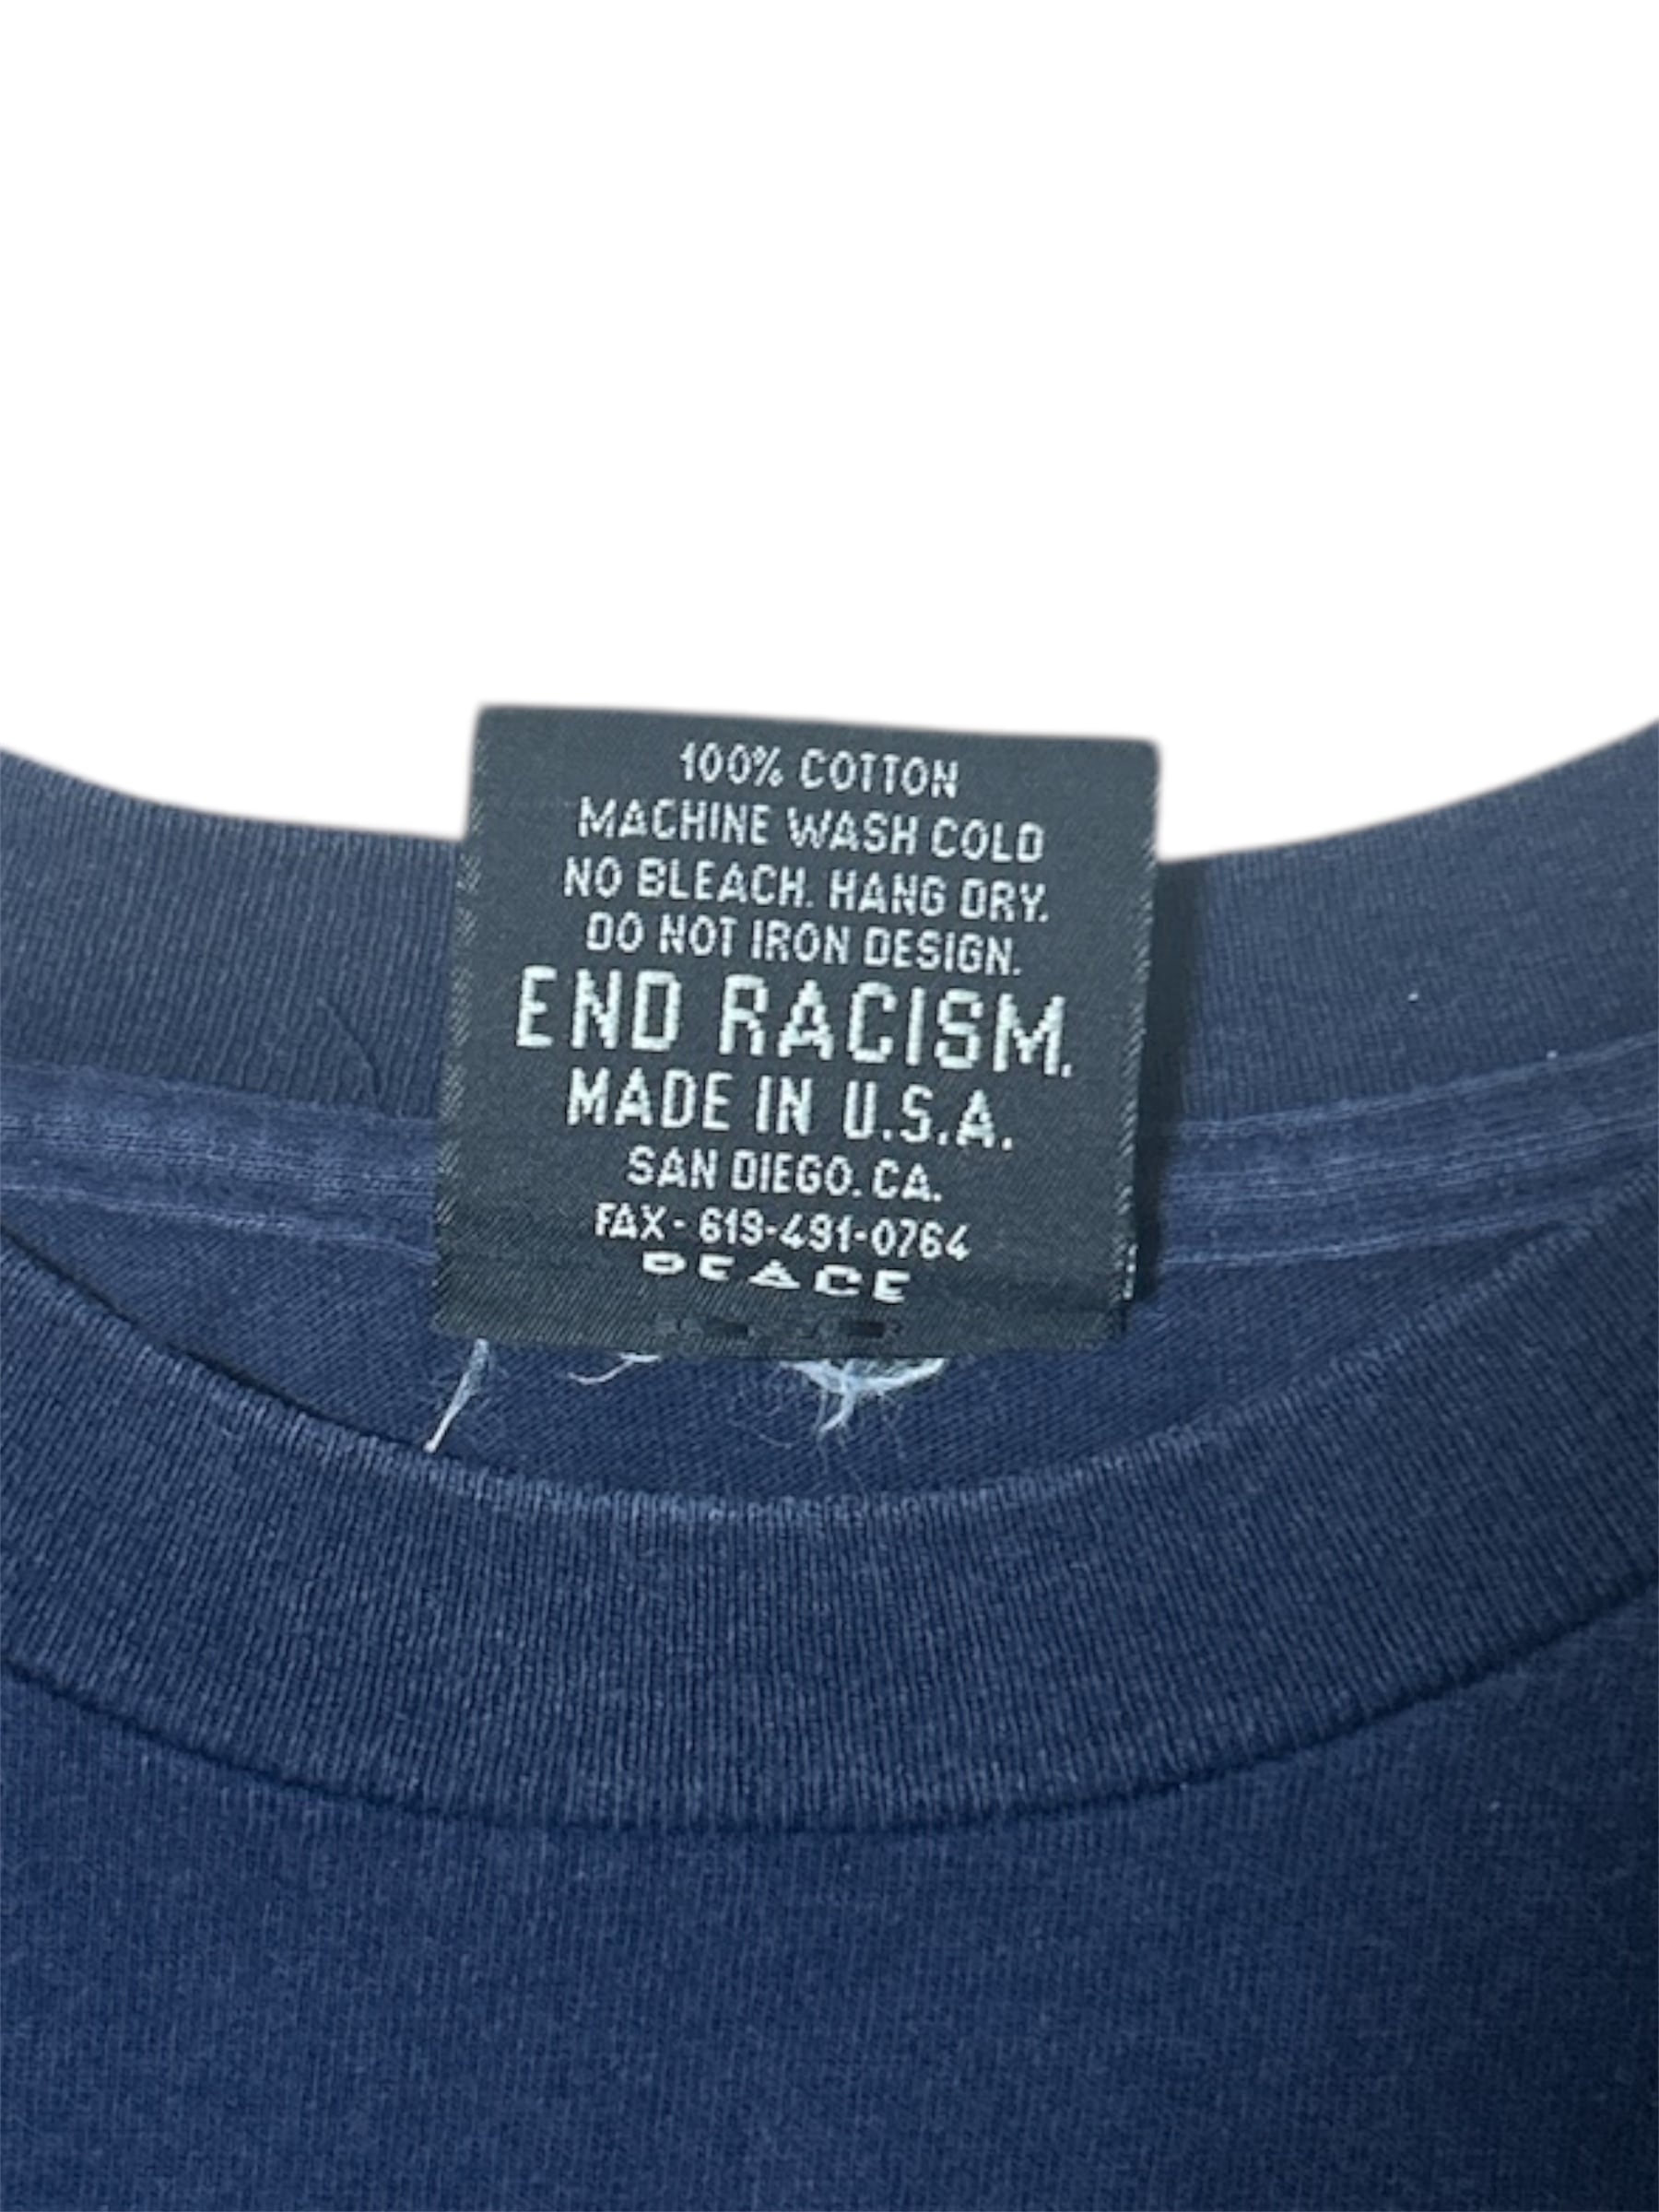 100% COTTON
MACHINE WASH COLD
NO BLEACH. HANG DRY.
DO NOT IRON DESIGN.
END RACISM.
MADE IN U.S.A.
SAN DIEGO. CA.
FAX- 619-491-0764
PEACE